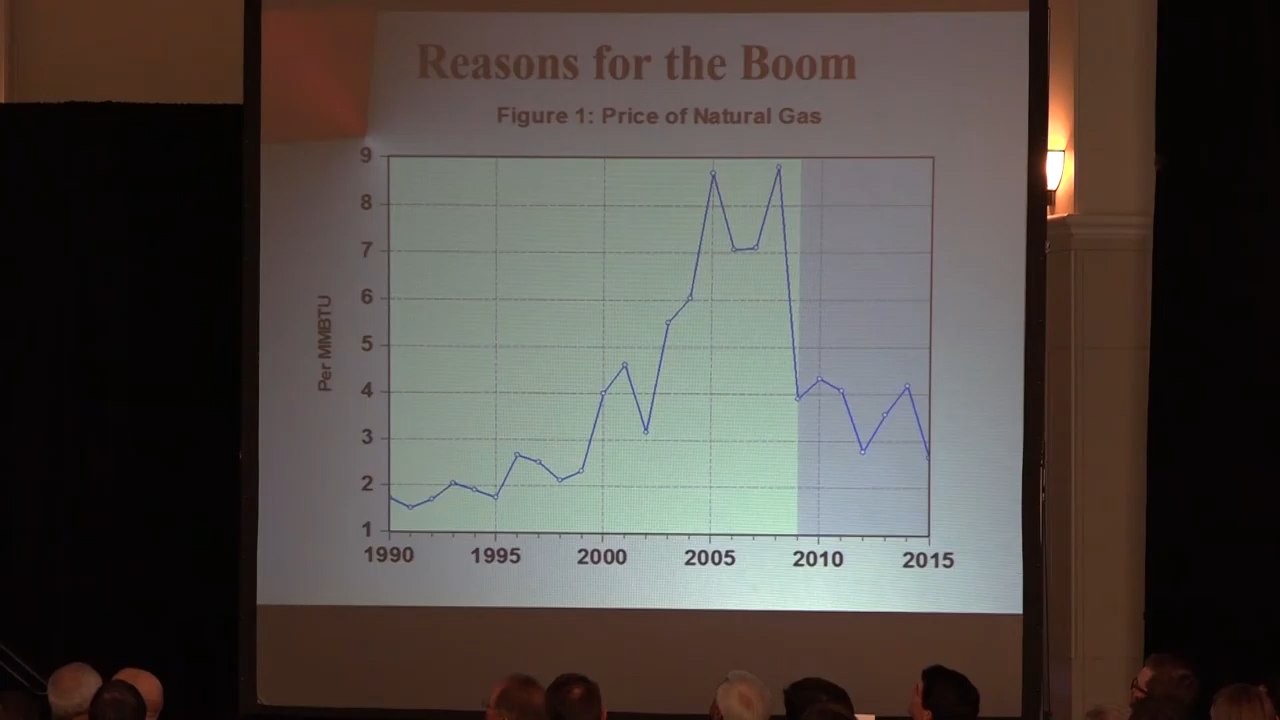 Reasons for the Boom
Figure 1: Price of Natural Gas
9
8
7
6
5
4
3
2
1
Per MMBTU
1990 1995 2000 2005 2010 2015